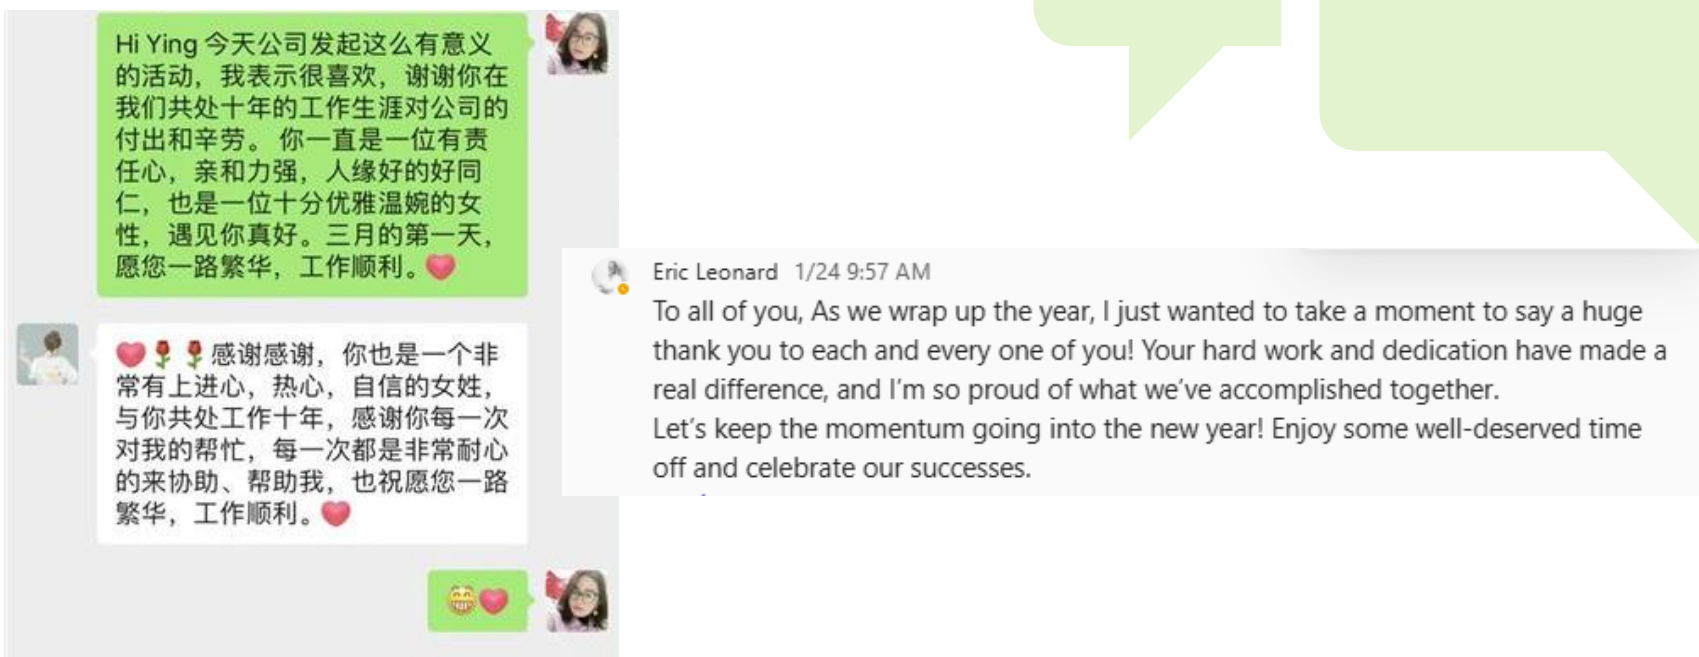 Hi Ying 今天公司发起这么有意义
的活动，我表示很喜欢，谢谢你在
我们共处十年的工作生涯对公司的
付出和辛劳。 你一直是一位有责
任心，亲和力强，人缘好的好同
仁，也是一位十分优雅温婉的女
性，遇见你真好。三月的第一天，
愿您一路繁华，工作顺利。❤️
❤️🌹🌹感谢感谢，你也是一个非
常有上进心，热心，自信的女姓，
与你共处工作十年，感谢你每一次
对我的帮忙，每一次都是非常耐心
的来协助、帮助我，也祝愿您一路
繁华，工作顺利。❤️
😁❤️
Eric Leonard 1/24 9:57 AM
To all of you, As we wrap up the year, I just wanted to take a moment to say a huge
thank you to each and every one of you! Your hard work and dedication have made a
real difference, and I'm so proud of what we've accomplished together.
Let's keep the momentum going into the new year! Enjoy some well-deserved time
off and celebrate our successes.